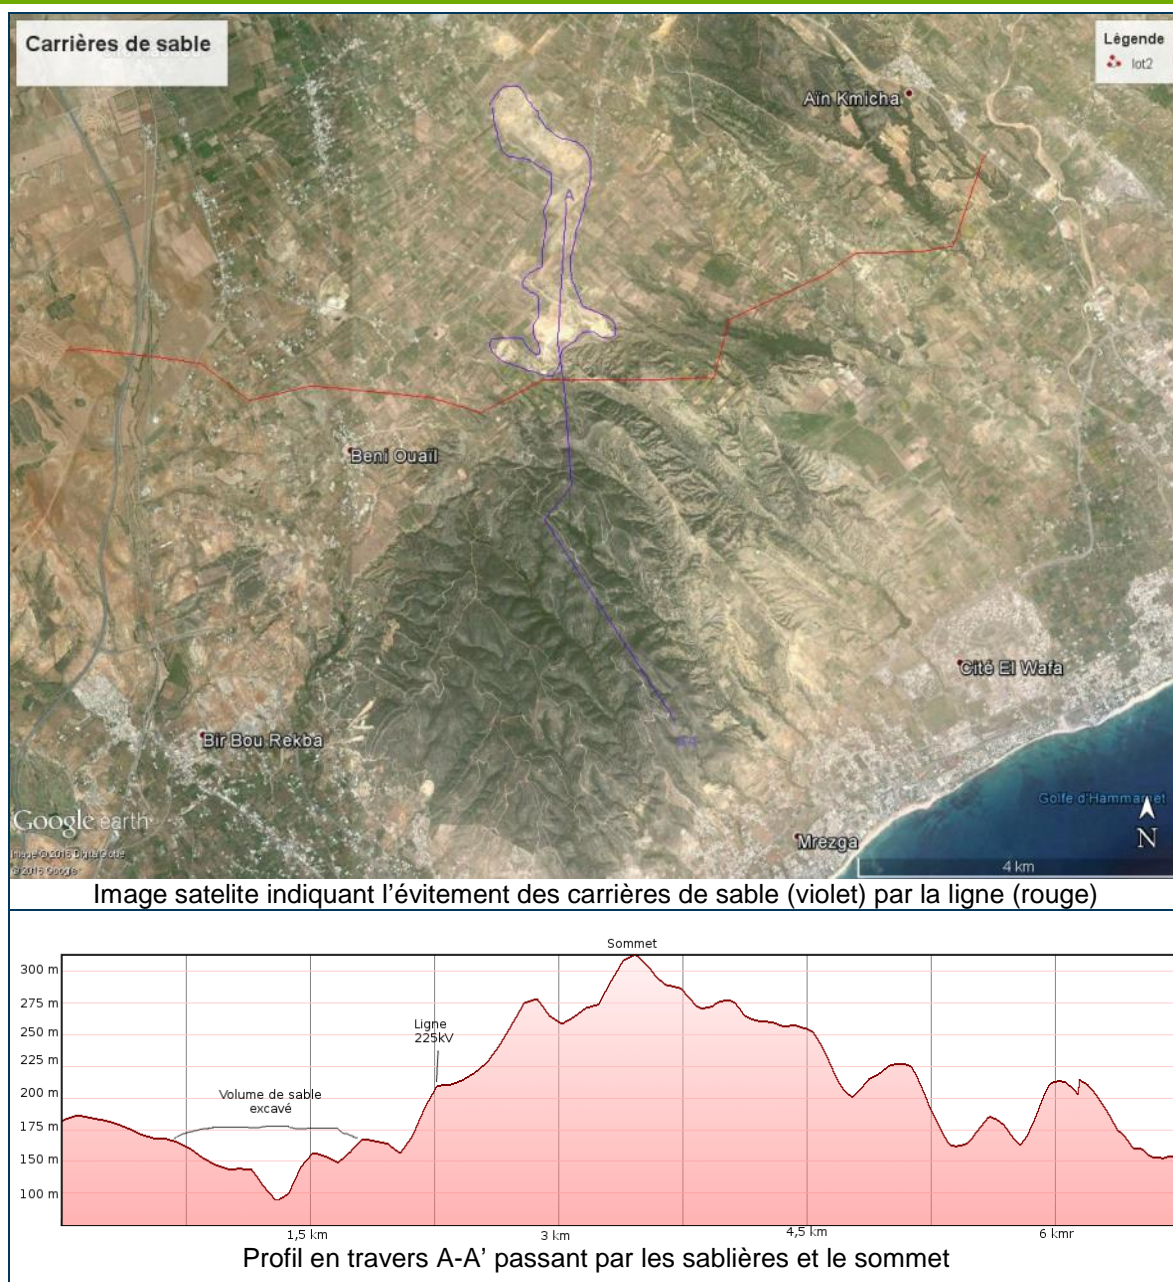 Carrières de sable
Légende
lot2
Aïn Kmicha
A
Beni Ouaïl
Cité El Wafa
Bir Bou Rekba
Golfe d'Hammamet
Google earth
N
Mrezga
© 2016 Google
4 km
Image satelite indiquant l'évitement des carrières de sable (violet) par la ligne (rouge)
Sommet
300 m
275 m
Ligne
225kV
250 m
225 m
200 m
Volume de sable
excavé
175 m
150 m
100 m
1,5 km
3 km
4,5 km
6 kmr
Profil en travers A-A' passant par les sablières et le sommet